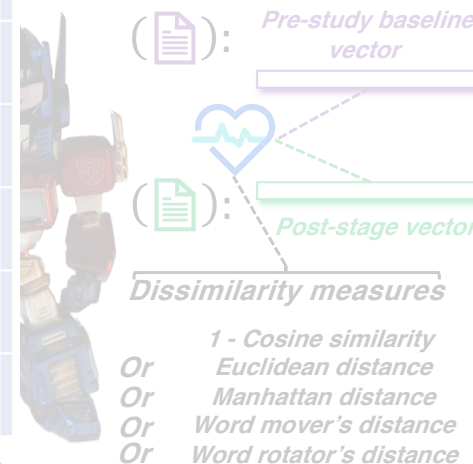 ( ): Pre-study baseline
vector
( ):
Post-stage vector
Dissimilarity measures
1 - Cosine similarity
Or Euclidean distance
Or Manhattan distance
Or Word mover's distance
Or Word rotator's distance